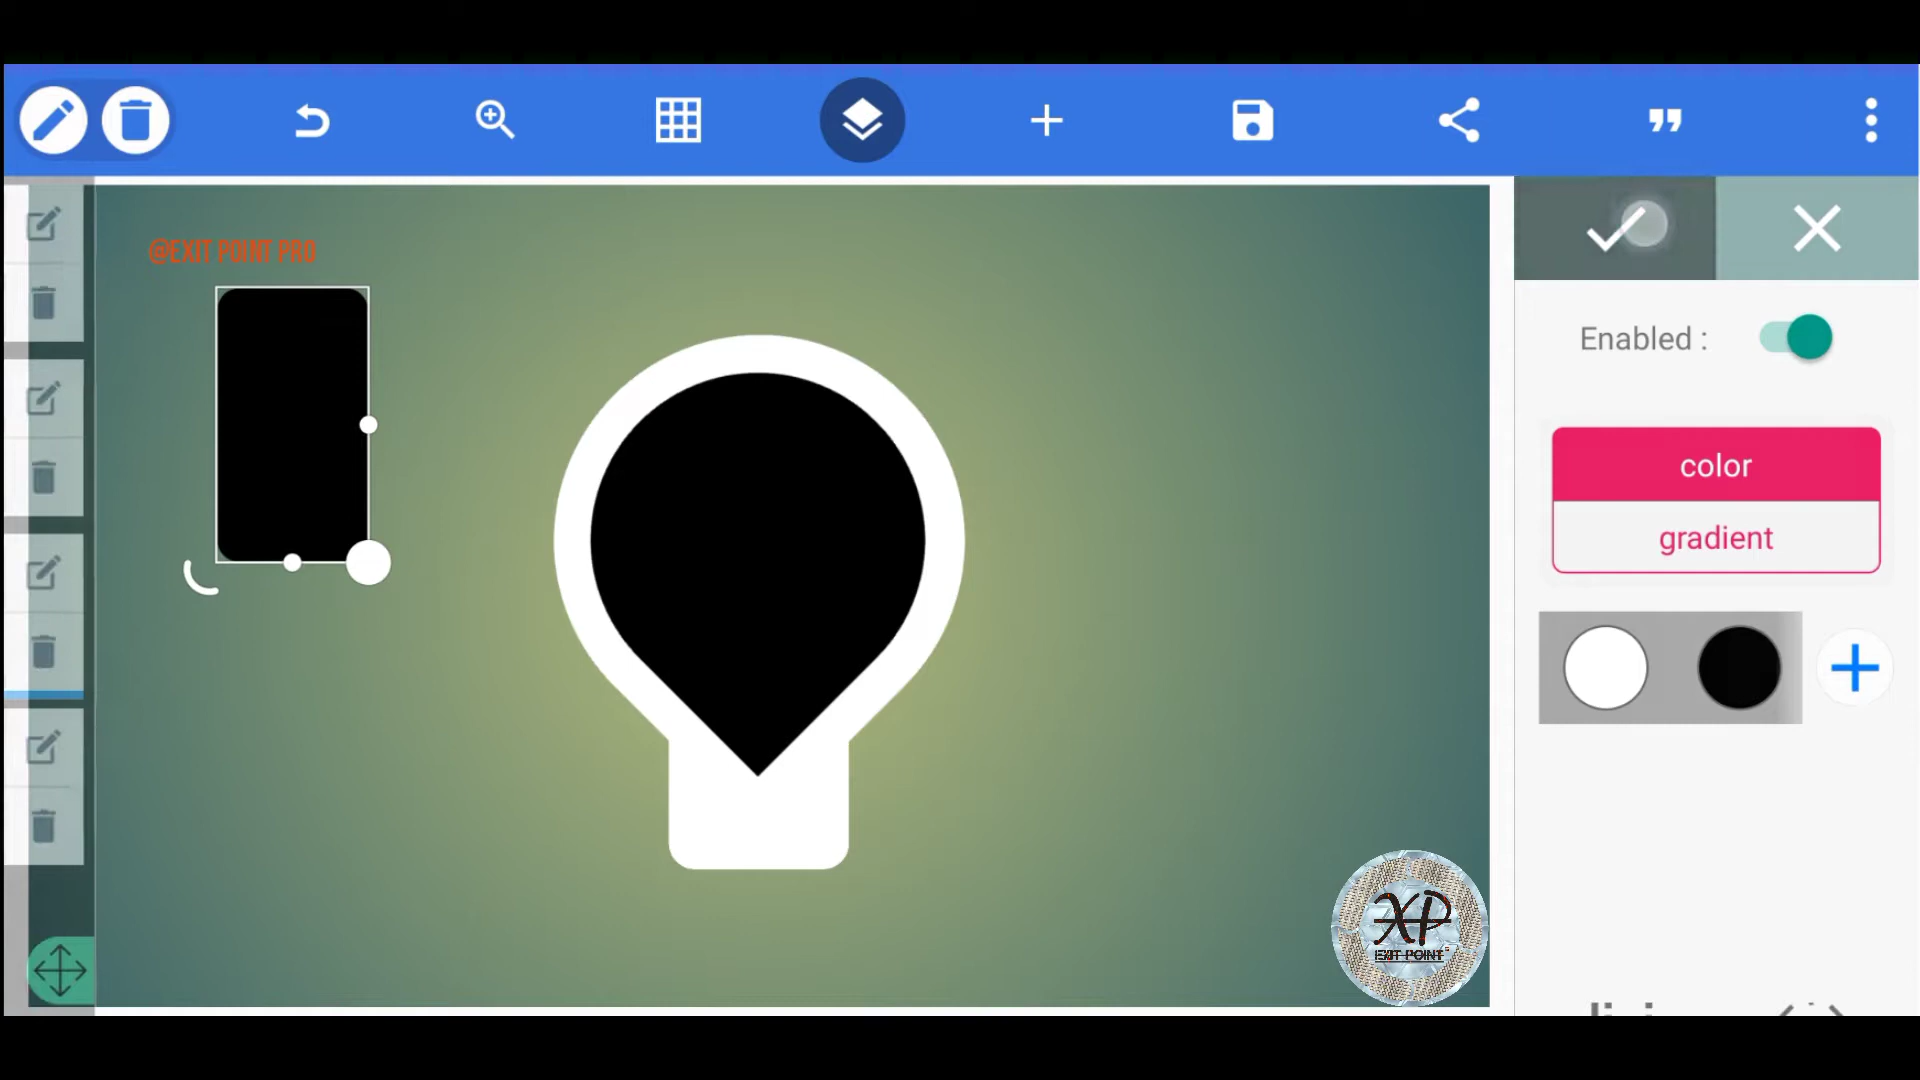 @EXIT POINT PRO
Enabled :
color
gradient
XP
EXIT POINT